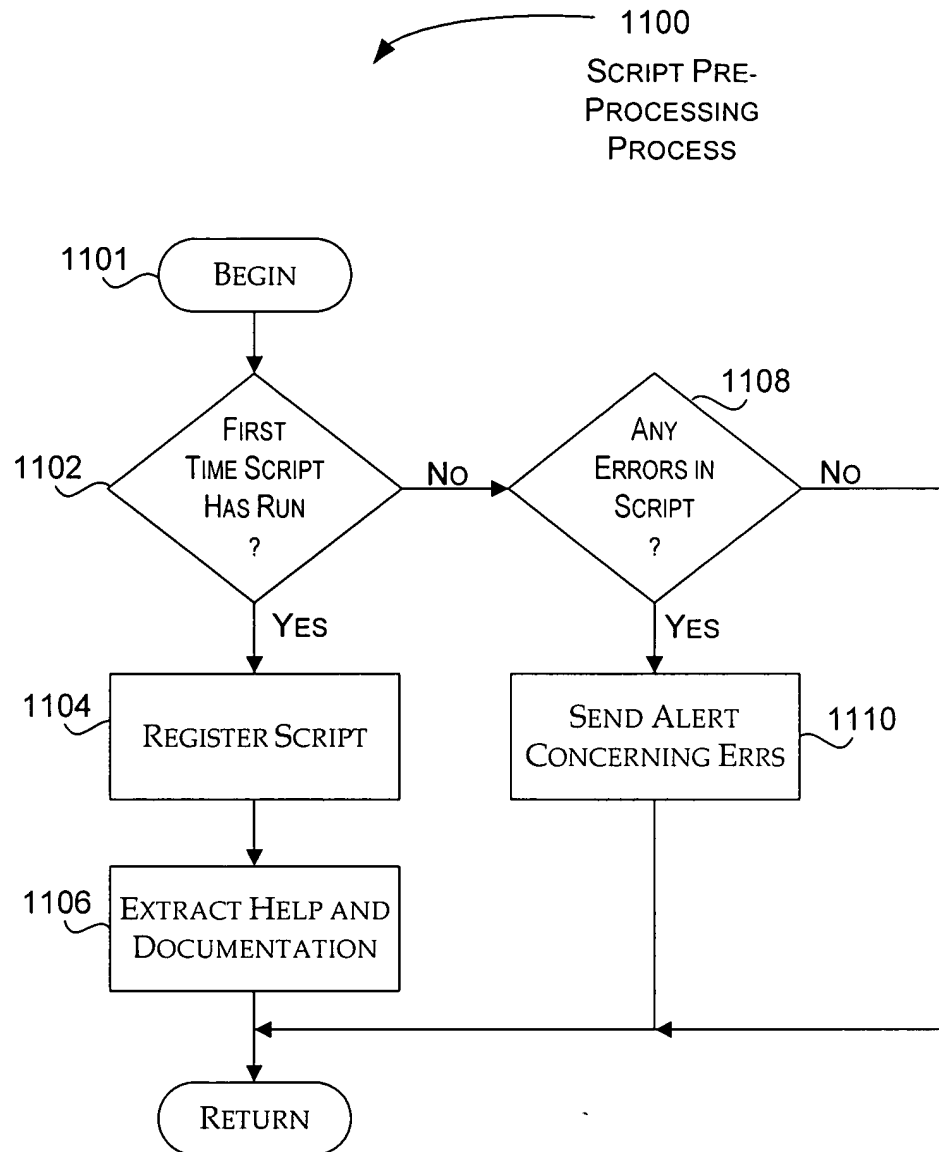 1100
SCRIPT PRE-
PROCESSING
PROCESS
1101
BEGIN
1102
FIRST
TIME SCRIPT
HAS RUN
?
NO
YES
1108
ANY
ERRORS IN
SCRIPT
?
NO
YES
1104
REGISTER SCRIPT
SEND ALERT
CONCERNING ERRS
1110
1106
EXTRACT HELP AND
DOCUMENTATION
RETURN